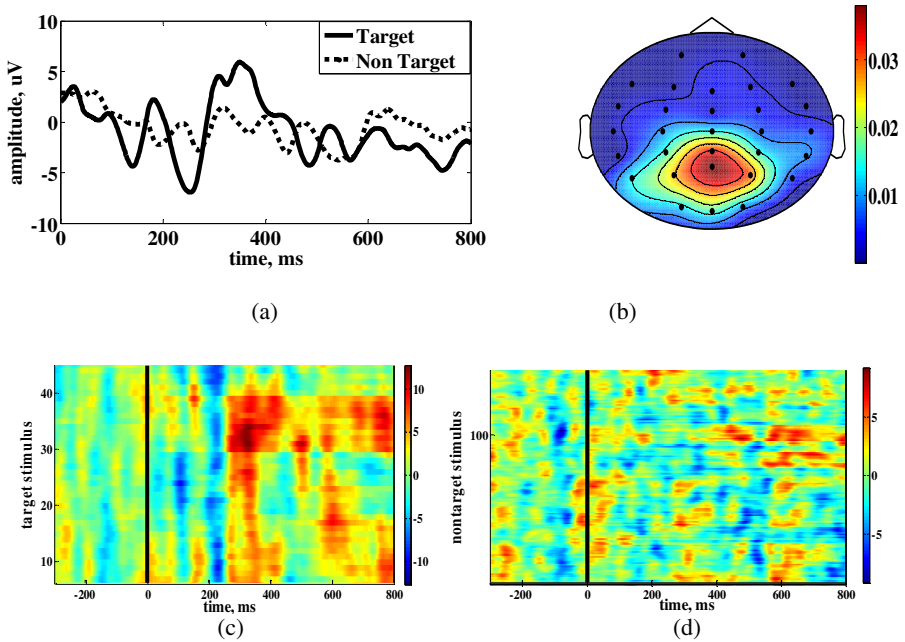 10
5
0
-5
-10
amplitude, uV
Target
Non Target
0 200 400 600 800
time, ms
(a)
0.03
0.02
0.01
(b)
target stimulus
40
30
20
10
-200 0 200 400 600 800
time, ms
10
5
0
-5
-10
(c)
nontarget stimulus
100
-200 0 200 400 600 800
time, ms
5
0
-5
(d)